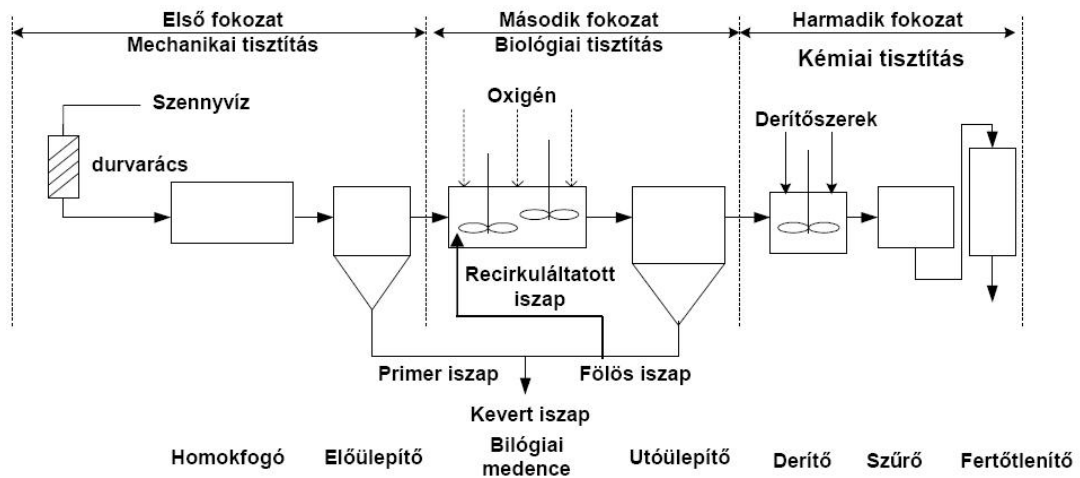 Első fokozat
Mechanikai tisztítás
Második fokozat
Biológiai tisztítás
Harmadik fokozat
Kémiai tisztítás
Szennyvíz
durvarács
Oxigén
Derítőszerek
Recirkuláltatott
iszap
Primer iszap
Fölös iszap
Kevert iszap
Homokfogó
Előülepítő
Bilógiai
medence
Utóülepítő
Derítő
Szűrő
Fertőtlenítő